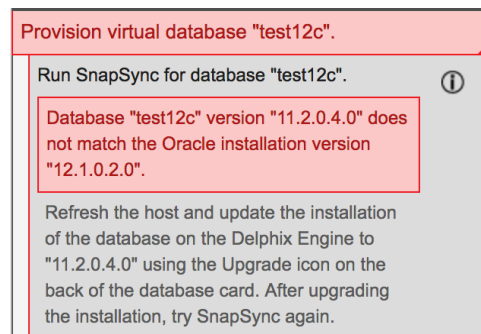 Provision virtual database "test12c".
Run SnapSync for database "test12c".
Database "test12c" version "11.2.0.4.0" does
not match the Oracle installation version
"12.1.0.2.0".
Refresh the host and update the installation
of the database on the Delphix Engine to
"11.2.0.4.0" using the Upgrade icon on the
back of the database card. After upgrading
the installation, try SnapSync again.